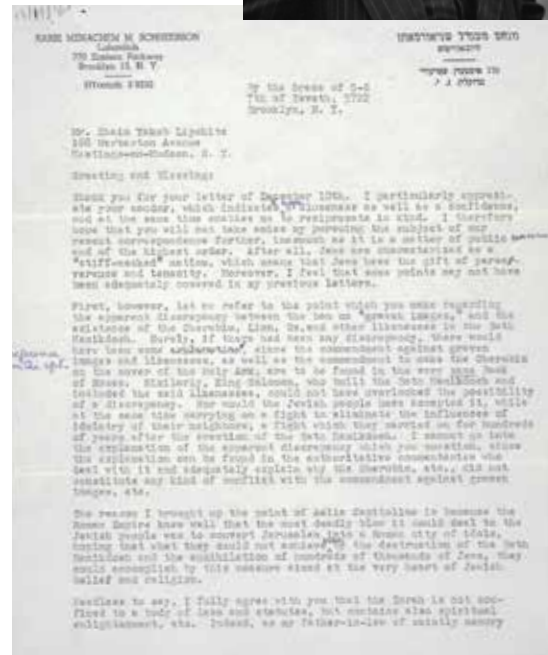 RABBI MENACHEM M. SCHNEERSON
Lubavitch
770 Eastern Parkway
Brooklyn 13, N. Y.
מנחם מענדל שניאורסאהן
ליובאוויטש
770 איסטערן פארקוויי
ברוקלין, נ. י.
By the Grace of G-d
7th of Teveth, 5722
Brooklyn, N. Y.
Mr. Chaim Yakob Lipchitz
168 Warburton Avenue
Hastings-on-Hudson, N. Y.
Greeting and Blessing:
Thank you for your letter of December 10th. I particularly appreci-
ate your candor, which indicates closeness as well as a confidence,
and at the same time enables me to reciprocate in kind. I therefore
hope that you will not take amiss my pursuing the subject of our
recent correspondence further, inasmuch as it is a matter of public
and of the highest order. After all, Jews are characterized as a
"stiff-necked" nation, which means that Jews have the gift of perse-
verence and tenacity. Moreover, I feel that some points may not have
been adequately covered in my previous letters.
First, however, let me refer to the point which you make regarding
the apparent discrepancy between the ban on "graven images," and the
existence of the Cherubim, Lion, Ox, and other likenesses in the Beth
Hamikdosh. Surely, if there had been any discrepancy, there would
have been some since the commandment against graven
images and likenesses, as well as the commandment to make the Cherubim
on the cover of the Holy Ark, are to be found in the very same Book
of Moses. Similarly, King Solomon, who built the Beth Hamikdosh and
included the said likenesses, could not have overlooked the possibility
of a discrepancy. Nor would the Jewish people have accepted it, while
at the same time carrying on a fight to eliminate the influences of
idolatry of their neighbors, a fight which they carried on for hundreds
of years after the erection of the Beth Hamikdosh. I cannot go into
the explanation of the apparent discrepancy which you mention, since
the explanation can be found in the authoritative commentaries who
deal with it and adequately explain why the Cherubim, etc., did not
constitute any kind of conflict with the commandment against graven
images, etc.
The reason I brought up the point of Aelia Capitolina is because the
Roman Empire knew well that the most deadly blow it could deal to the
Jewish people was to convert Jerusalem into a Roman city of idols,
hoping that what they could not achieve by the destruction of the Beth
Hamikdosh and the annihilation of hundreds of thousands of Jews, they
could accomplish by this measure aimed at the very heart of Jewish
belief and religion.
Needless to say, I fully agree with you that the Torah is not con-
fined to a body of laws and statutes, but contains also spiritual
enlightenment, etc. Indeed, as my father-in-law of saintly memory